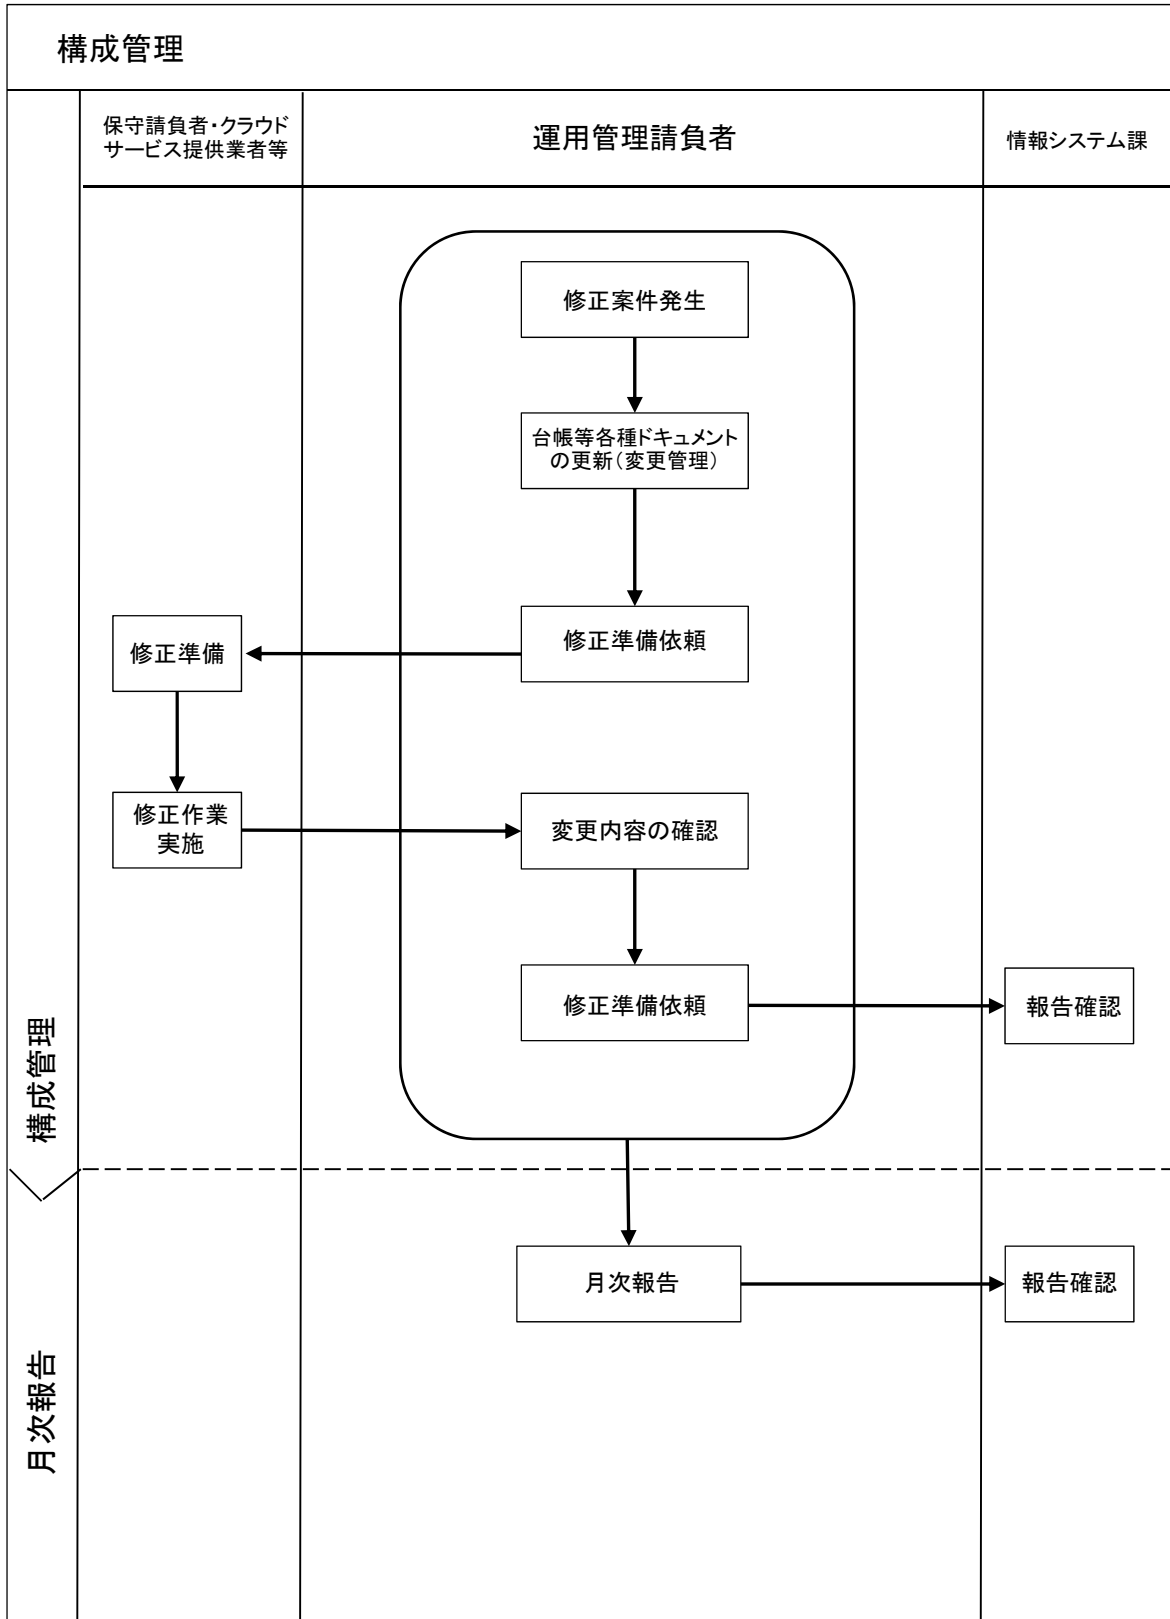 構成管理
保守請負者・クラウド
サービス提供業者等
運用管理請負者
情報システム課
修正案件発生
台帳等各種ドキュメント
の更新（変更管理）
修正準備依頼
修正準備
修正作業
実施
変更内容の確認
修正準備依頼
報告確認
構成管理
月次報告
報告確認
月次報告